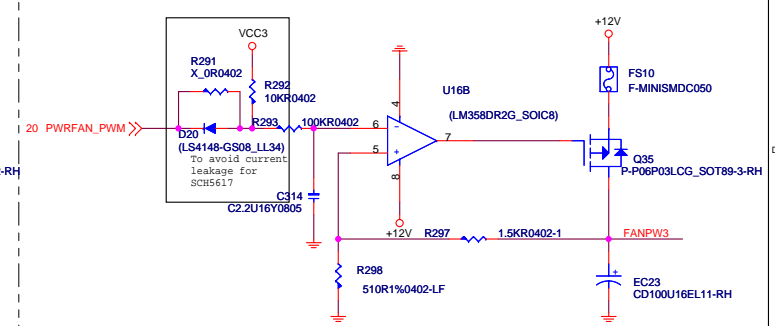 +12V
VCC3
R291
X_0R0402
R292
10KR0402
FS10
F-MINISMDC050
U16B
(LM358DR2G_SOIC8)
4
20 PWRFAN_PWM
R293
100KR0402
6
-
7
5
+
8
D20
(LS4148-GS08_LL34)
To avoid current
leakage for
SCH5617
Q35
P-P06P03LCG_SOT89-3-RH
-RH
C314
C2.2U16Y0805
+12V
R297
1.5KR0402-1
FANPW3
R298
510R1%0402-LF
+
EC23
CD100U16EL11-RH